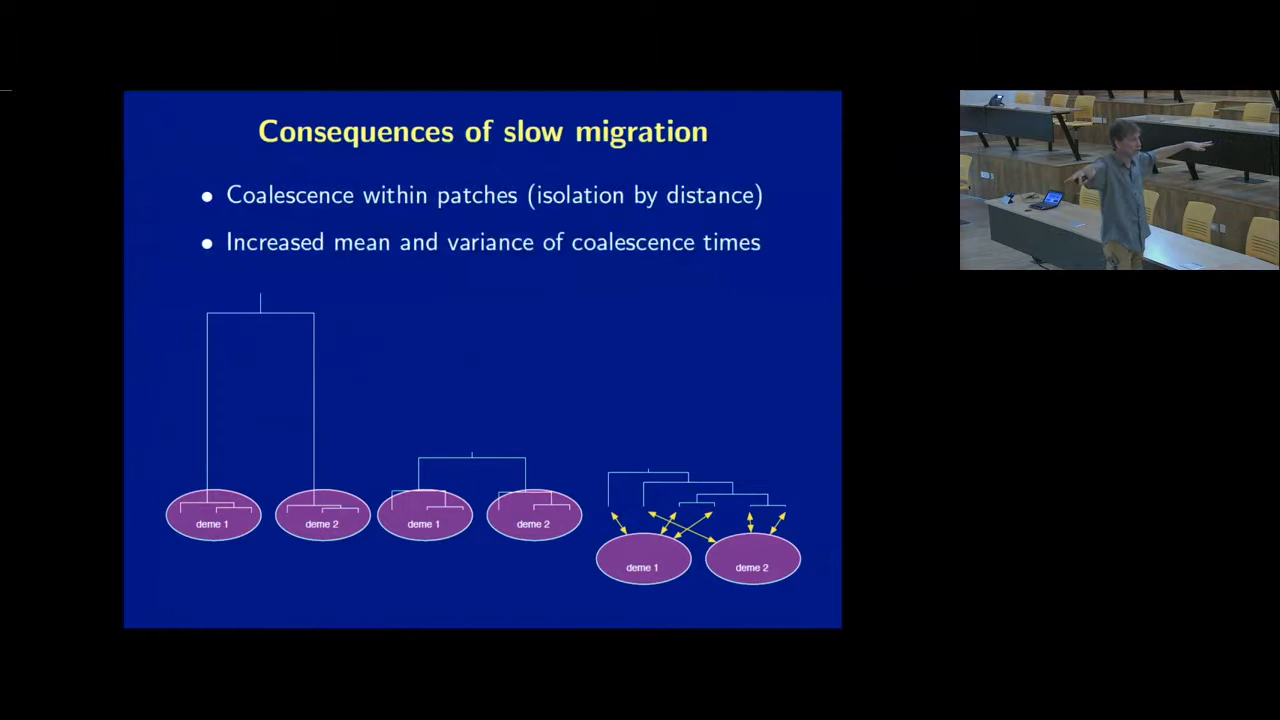 Consequences of slow migration
• Coalescence within patches (isolation by distance)
• Increased mean and variance of coalescence times
deme 1
deme 2
deme 1
deme 2
deme 1
deme 2